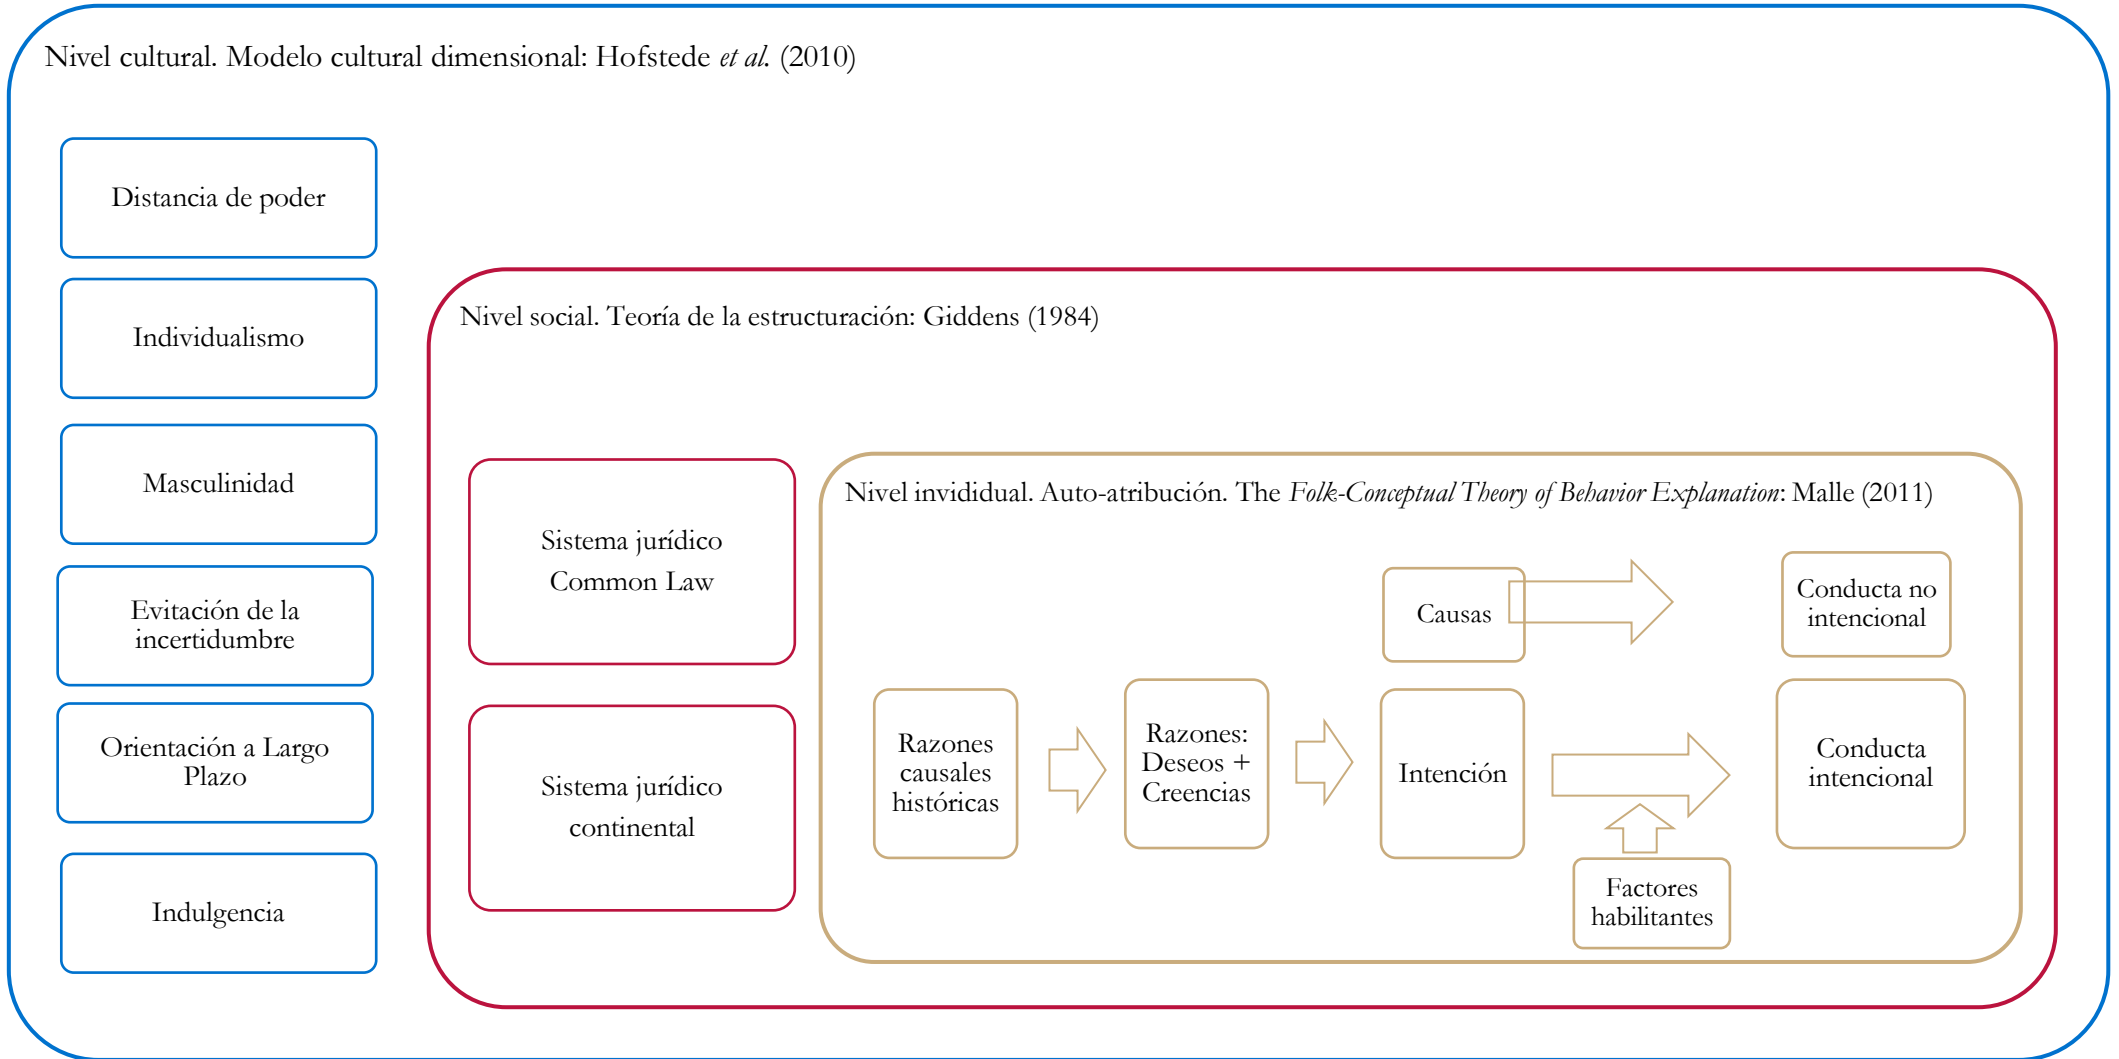 Nivel cultural. Modelo cultural dimensional: Hofstede et al. (2010)
Distancia de poder
Individualismo
Masculinidad
Evitación de la
incertidumbre
Orientación a Largo
Plazo
Indulgencia
Nivel social. Teoría de la estructuración: Giddens (1984)
Sistema jurídico
Common Law
Sistema jurídico
continental
Nivel invididual. Auto-atribución. The Folk-Conceptual Theory of Behavior Explanation: Malle (2011)
Causas
Conducta no
intencional
Razones
causales
históricas
Razones:
Deseos +
Creencias
Intención
Conducta
intencional
Factores
habilitantes